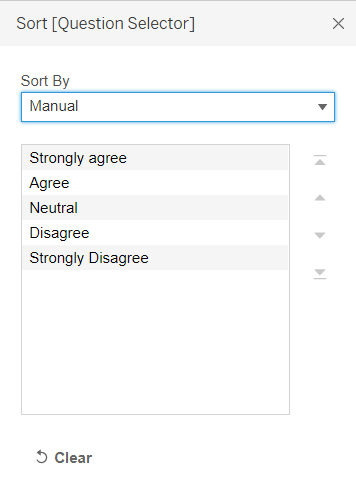 Sort [Question Selector]
Sort By
Manual
Strongly agree
Agree
Neutral
Disagree
Strongly Disagree
Clear